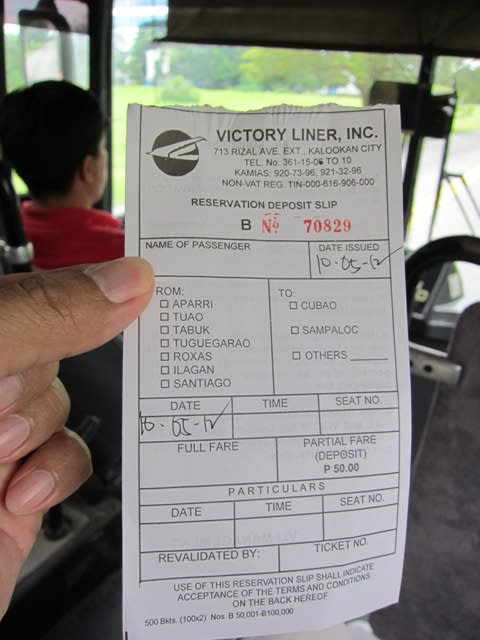 VICTORY LINER, INC.
713 RIZAL AVE. EXT., KALOOKAN CITY
TEL. No. 361-15-06 TO 10
KAMIAS: 920-73-96, 921-32-96
NON-VAT REG. TIN-000-616-906-000
RESERVATION DEPOSIT SLIP
B Nº 70829
NAME OF PASSENGER
DATE ISSUED
10-05-12
FROM:
☐ APARRI
☐ TUAO
☐ TABUK
☐ TUGUEGARAO
☐ ROXAS
☐ ILAGAN
☐ SANTIAGO
TO:
☐ CUBAO
☐ SAMPALOC
☐ OTHERS ______
DATE TIME SEAT NO.
10-05-12
FULL FARE
PARTIAL FARE
(DEPOSIT)
P 50.00
PARTICULARS
DATE TIME SEAT NO.
REVALIDATED BY: TICKET NO.
USE OF THIS RESERVATION SLIP SHALL INDICATE
ACCEPTANCE OF THE TERMS AND CONDITIONS
ON THE BACK HEREOF
500 Bkts. (100x2) Nos. B 50,001-B100,000